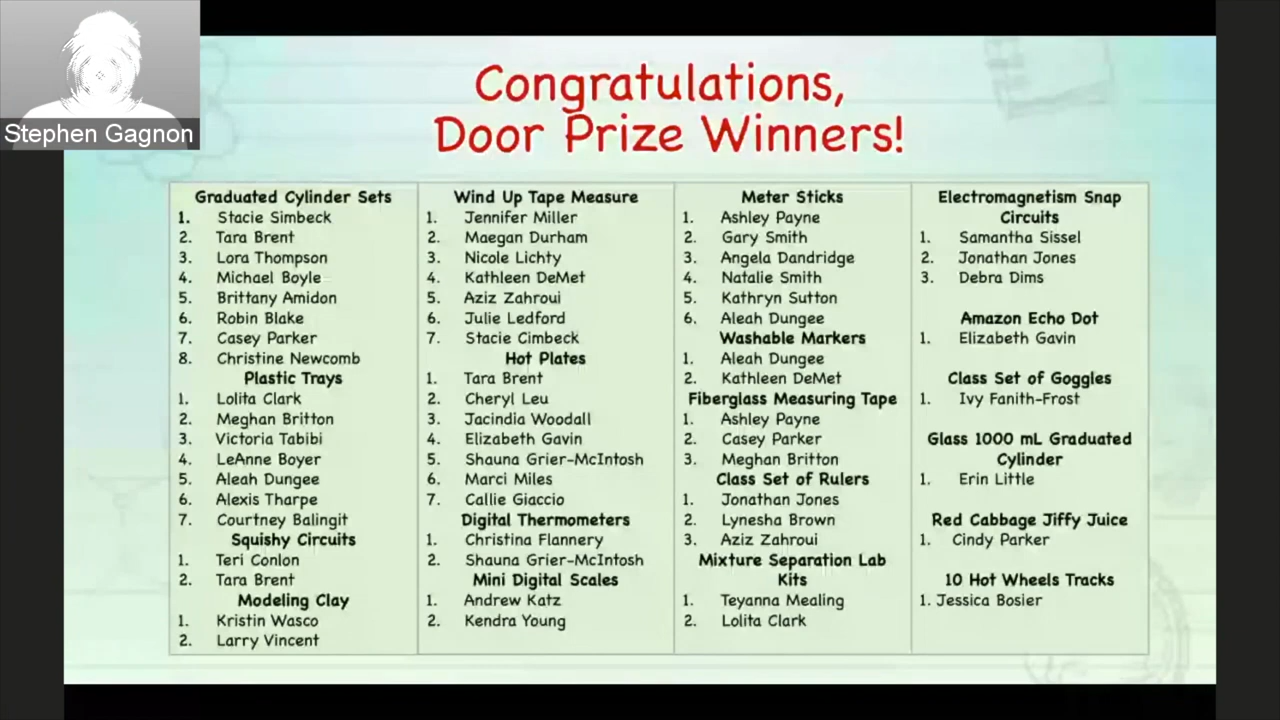 Stephen Gagnon
Congratulations,
Door Prize Winners!
Graduated Cylinder Sets
1. Stacie Simbeck
2. Tara Brent
3. Lora Thompson
4. Michael Boyle
5. Brittany Amidon
6. Robin Blake
7. Casey Parker
8. Christine Newcomb
Plastic Trays
1. Lolita Clark
2. Meghan Britton
3. Victoria Tabibi
4. LeAnne Boyer
5. Aleah Dungee
6. Alexis Tharpe
7. Courtney Balingit
Squishy Circuits
1. Teri Conlon
2. Tara Brent
Modeling Clay
1. Kristin Wasco
2. Larry Vincent
Wind Up Tape Measure
1. Jennifer Miller
2. Maegan Durham
3. Nicole Lichty
4. Kathleen DeMet
5. Aziz Zahroui
6. Julie Ledford
7. Stacie Cimbeck
Hot Plates
1. Tara Brent
2. Cheryl Leu
3. Jacindia Woodall
4. Elizabeth Gavin
5. Shauna Grier-McIntosh
6. Marci Miles
7. Callie Giaccio
Digital Thermometers
1. Christina Flannery
2. Shauna Grier-McIntosh
Mini Digital Scales
1. Andrew Katz
2. Kendra Young
Meter Sticks
1. Ashley Payne
2. Gary Smith
3. Angela Dandridge
4. Natalie Smith
5. Kathryn Sutton
6. Aleah Dungee
Washable Markers
1. Aleah Dungee
2. Kathleen DeMet
Fiberglass Measuring Tape
1. Ashley Payne
2. Casey Parker
3. Meghan Britton
Class Set of Rulers
1. Jonathan Jones
2. Lynesha Brown
3. Aziz Zahroui
Mixture Separation Lab
Kits
1. Teyanna Mealing
2. Lolita Clark
Electromagnetism Snap
Circuits
1. Samantha Sissel
2. Jonathan Jones
3. Debra Dims
Amazon Echo Dot
1. Elizabeth Gavin
Class Set of Goggles
1. Ivy Fanith-Frost
Glass 1000 mL Graduated
Cylinder
1. Erin Little
Red Cabbage Jiffy Juice
1. Cindy Parker
10 Hot Wheels Tracks
1. Jessica Bosier